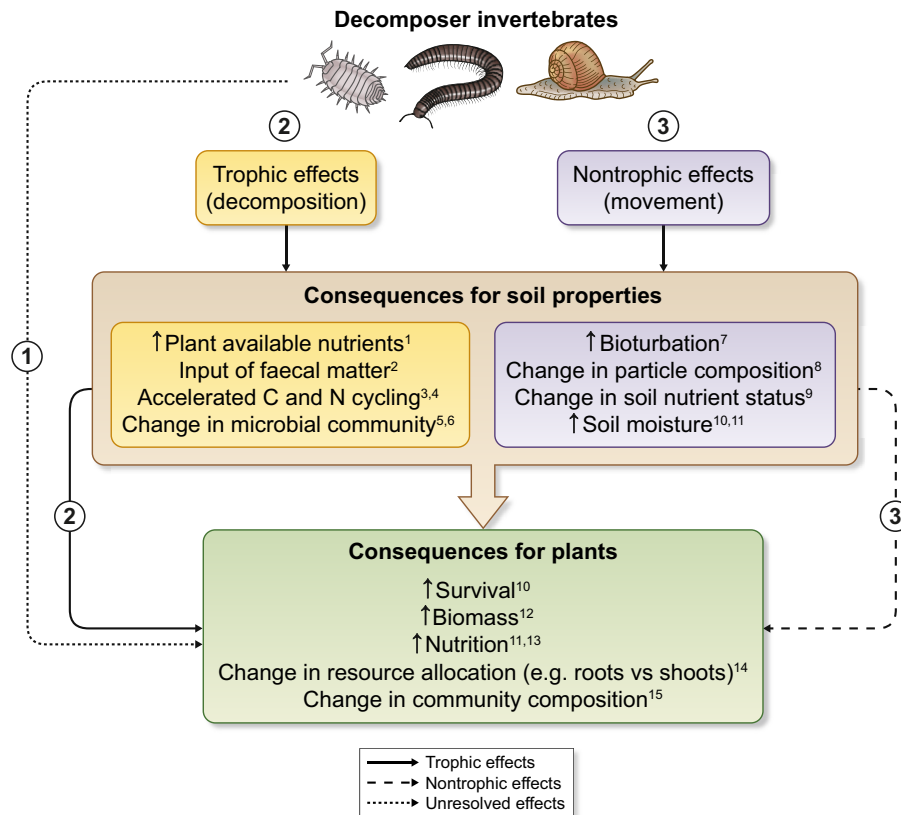 Decomposer invertebrates
2
3
Trophic effects
(decomposition)
Nontrophic effects
(movement)
Consequences for soil properties
↑Plant available nutrients¹
Input of faecal matter²
Accelerated C and N cycling³,⁴
Change in microbial community⁵,⁶
↑Bioturbation⁷
Change in particle composition⁸
Change in soil nutrient status⁹
↑Soil moisture¹⁰,¹¹
1
2
3
Consequences for plants
↑Survival¹⁰
↑Biomass¹²
↑Nutrition¹¹,¹³
Change in resource allocation (e.g. roots vs shoots)¹⁴
Change in community composition¹⁵
Trophic effects
Nontrophic effects
Unresolved effects